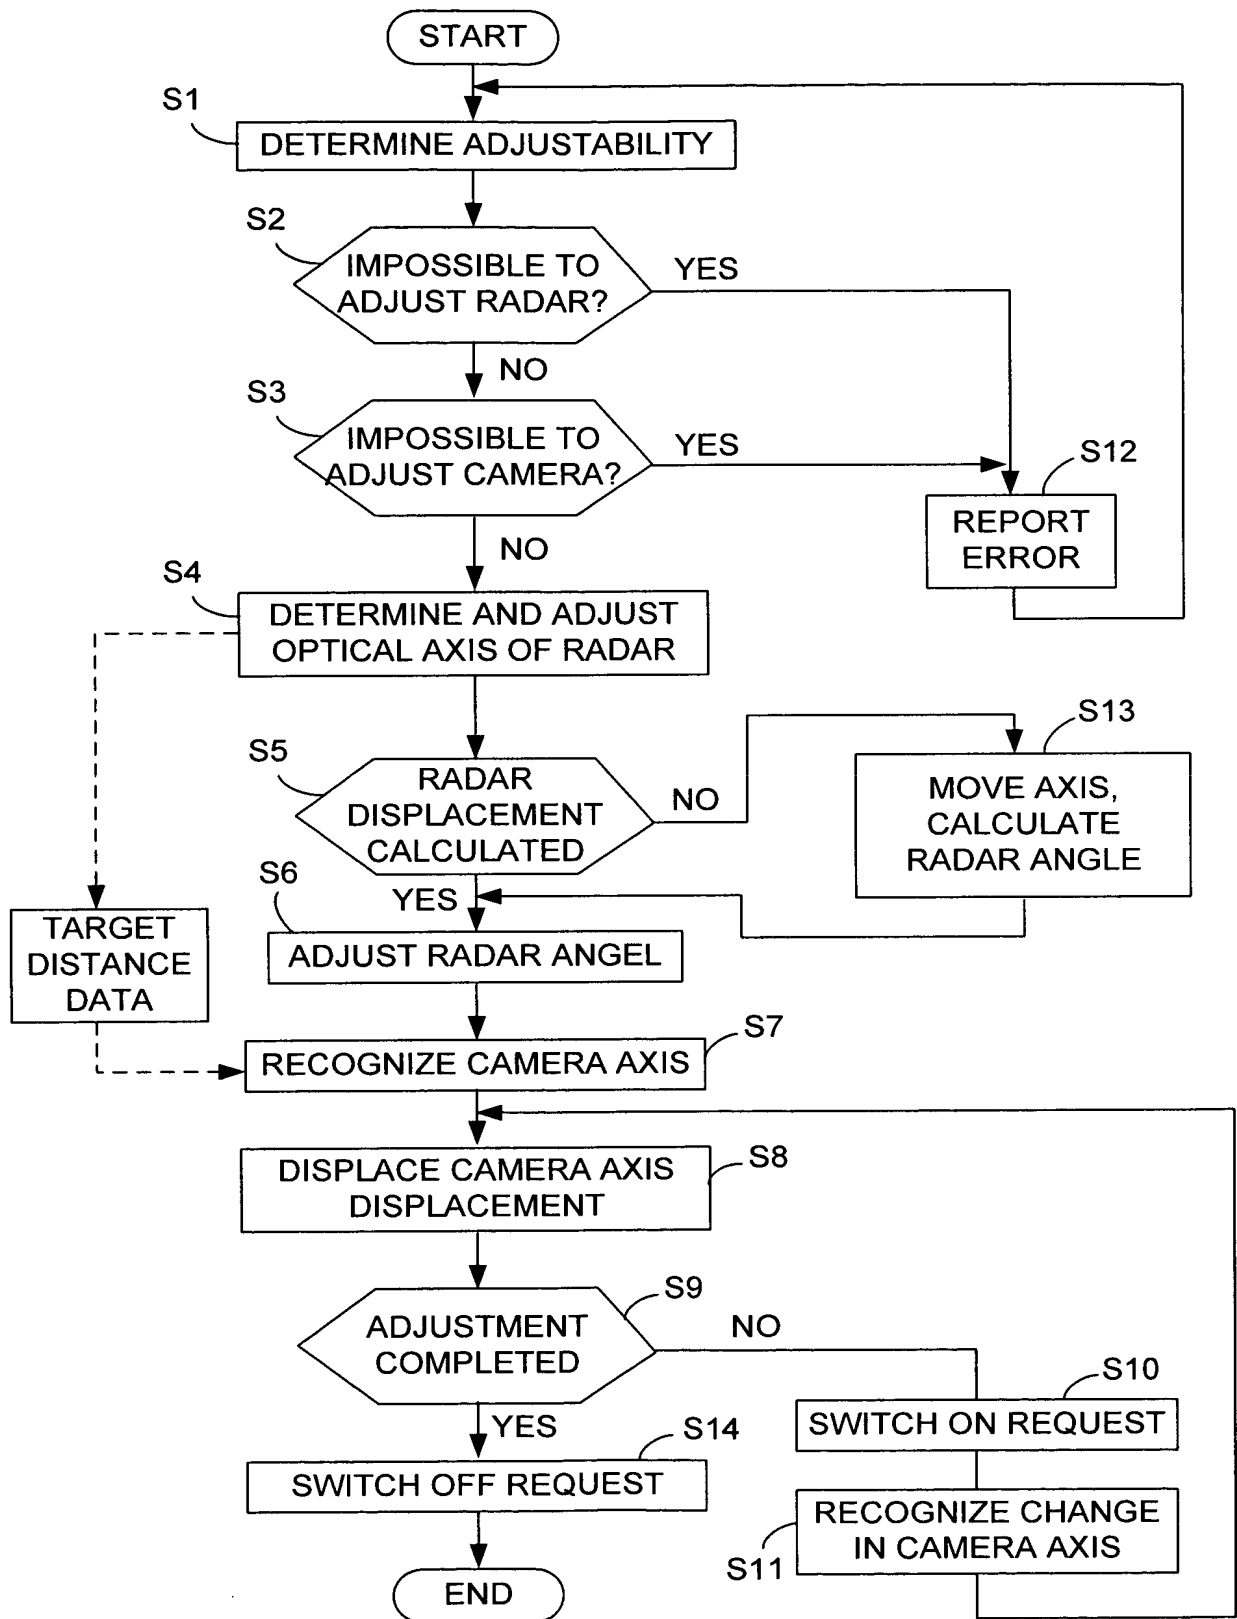 START
S1
DETERMINE ADJUSTABILITY
S2
IMPOSSIBLE TO
ADJUST RADAR?
YES
NO
S3
IMPOSSIBLE TO
ADJUST CAMERA?
YES
S12
REPORT
ERROR
NO
S4
DETERMINE AND ADJUST
OPTICAL AXIS OF RADAR
S5
RADAR
DISPLACEMENT
CALCULATED
NO
S13
MOVE AXIS,
CALCULATE
RADAR ANGLE
YES
S6
ADJUST RADAR ANGEL
TARGET
DISTANCE
DATA
S7
RECOGNIZE CAMERA AXIS
DISPLACE CAMERA AXIS
DISPLACEMENT
S8
S9
ADJUSTMENT
COMPLETED
NO
S10
SWITCH ON REQUEST
YES
S14
SWITCH OFF REQUEST
RECOGNIZE CHANGE
IN CAMERA AXIS
S11
END